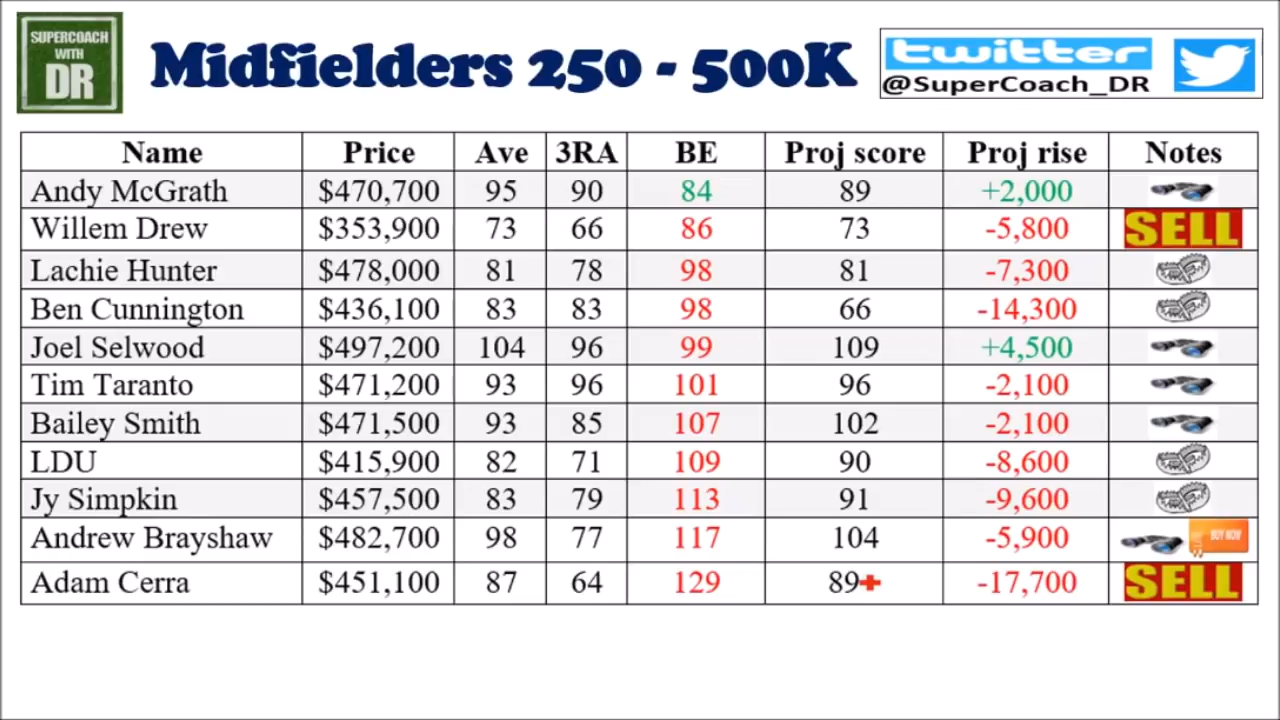 SUPERCOACH
WITH
DR
Midfielders 250 - 500K
twitter
@SuperCoach_DR
Name Price Ave 3RA BE Proj score Proj rise Notes
Andy McGrath $470,700 95 90 84 89 +2,000
Willem Drew $353,900 73 66 86 73 -5,800 SELL
Lachie Hunter $478,000 81 78 98 81 -7,300
Ben Cunnington $436,100 83 83 98 66 -14,300
Joel Selwood $497,200 104 96 99 109 +4,500
Tim Taranto $471,200 93 96 101 96 -2,100
Bailey Smith $471,500 93 85 107 102 -2,100
LDU $415,900 82 71 109 90 -8,600
Jy Simpkin $457,500 83 79 113 91 -9,600
Andrew Brayshaw $482,700 98 77 117 104 -5,900 BUY NOW
Adam Cerra $451,100 87 64 129 89+ -17,700 SELL